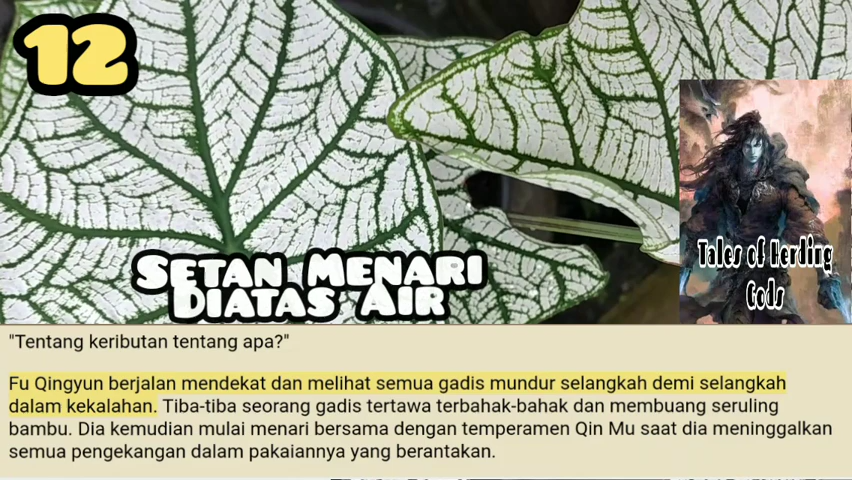 12
SETAN MENARI
DIATAS AIR
Tales of Herding
Gods
"Tentang keributan tentang apa?"
Fu Qingyun berjalan mendekat dan melihat semua gadis mundur selangkah demi selangkah
dalam kekalahan. Tiba-tiba seorang gadis tertawa terbahak-bahak dan membuang seruling
bambu. Dia kemudian mulai menari bersama dengan temperamen Qin Mu saat dia meninggalkan
semua pengekangan dalam pakaiannya yang berantakan.